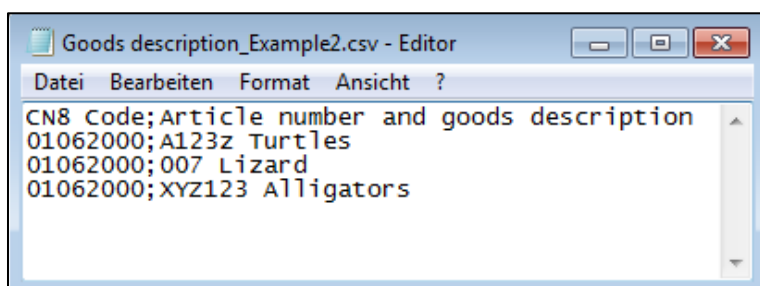 Goods description_Example2.csv - Editor
Datei Bearbeiten Format Ansicht ?
CN8 Code;Article number and goods description
01062000;A123z Turtles
01062000;007 Lizard
01062000;XYZ123 Alligators